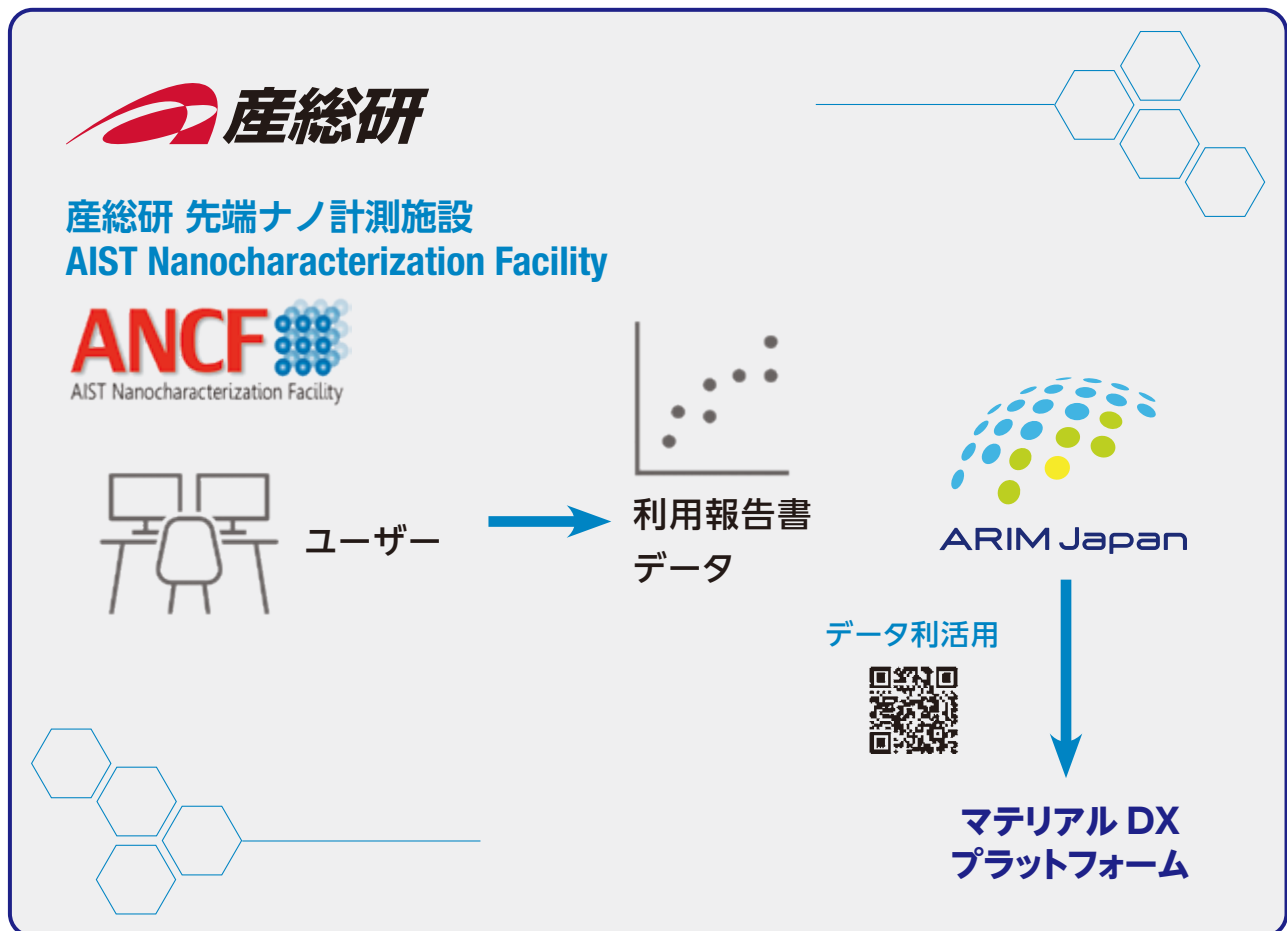 産総研
産総研 先端ナノ計測施設
AIST Nanocharacterization Facility
ANCF
AIST Nanocharacterization Facility
ユーザー
利用報告書
データ
ARIM Japan
データ利活用
マテリアル DX
プラットフォーム